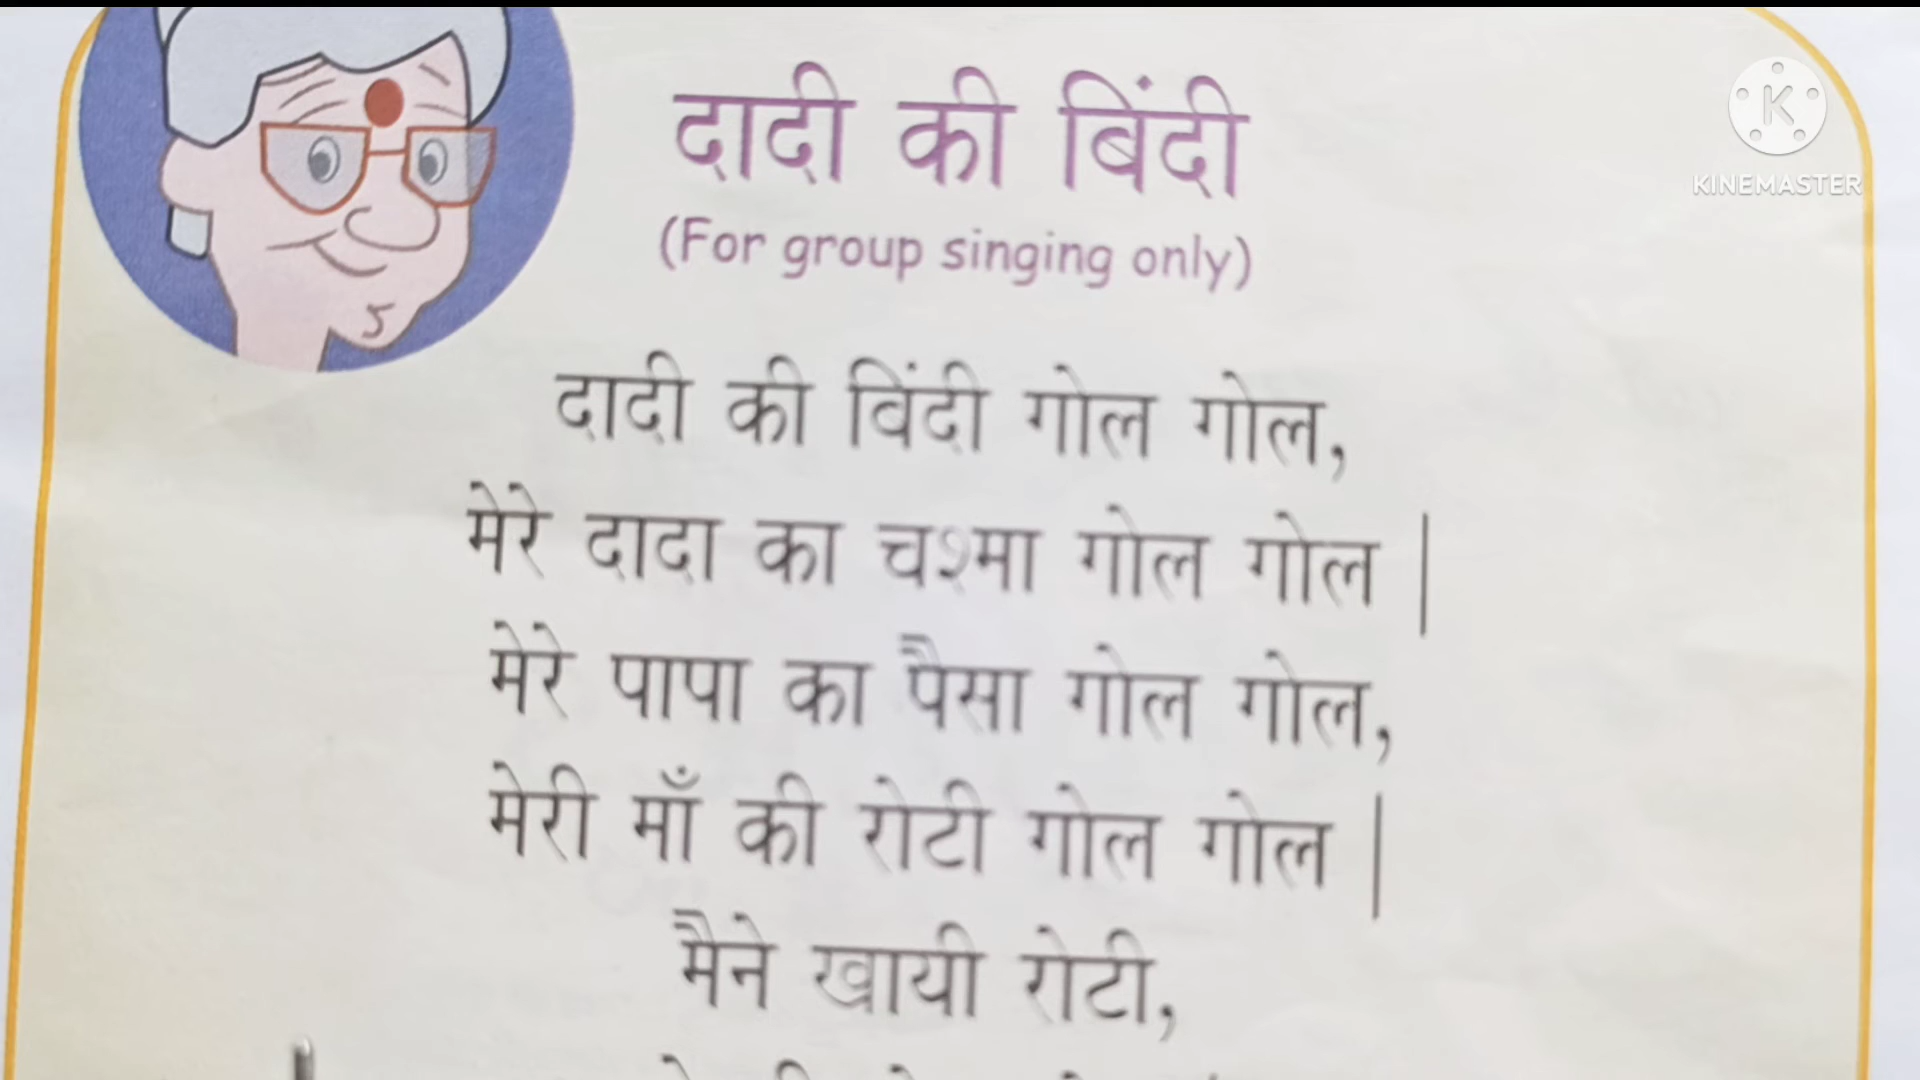 दादी की बिंदी
(For group singing only)
K
KINEMASTER
दादी की विंदी गोल गोल,
मेरे दादा का चश्मा गोल गोल |
मेरे पापा का पैसा गोल गोल,
मेरी माँ की रोटी गोल गोल |
मैने खायी रोटी,